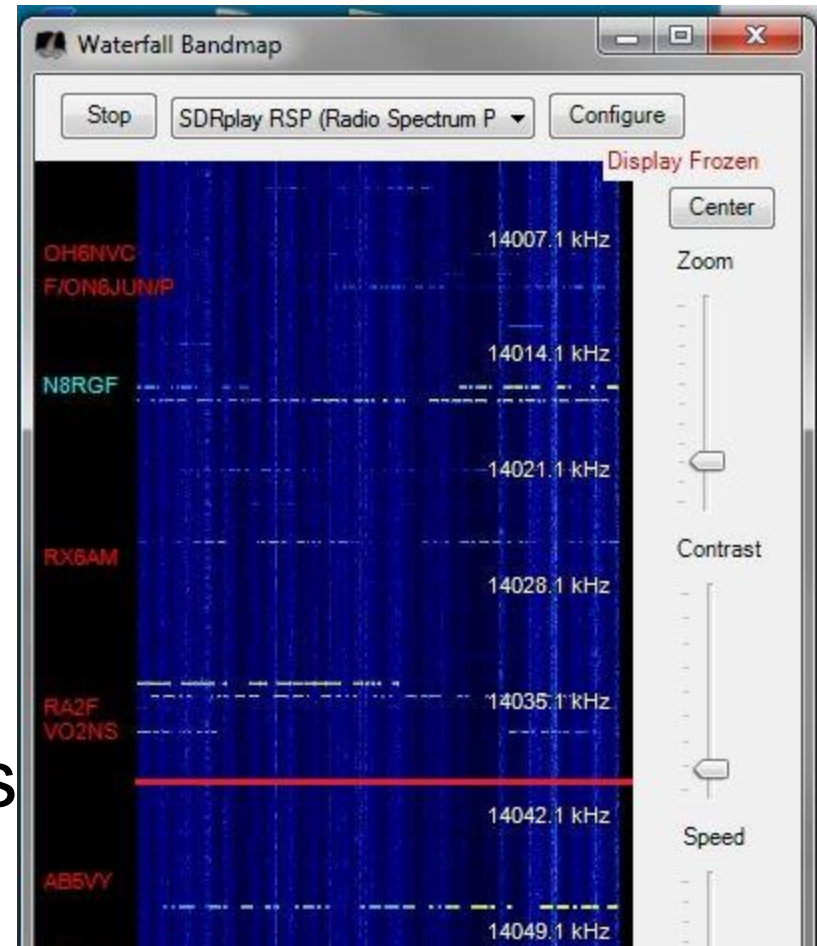 Waterfall Bandmap
Stop SDRplay RSP (Radio Spectrum P Configure
Display Frozen
Center
OH6NVC 14007.1 kHz Zoom
F/ON6JUN/P
14014.1 kHz
N8RGF
14021.1 kHz
RX6AM Contrast
14028.1 kHz
RA2F 14035.1 kHz
VO2NS
s
14042.1 kHz
Speed
AB5VY
14049.1 kHz